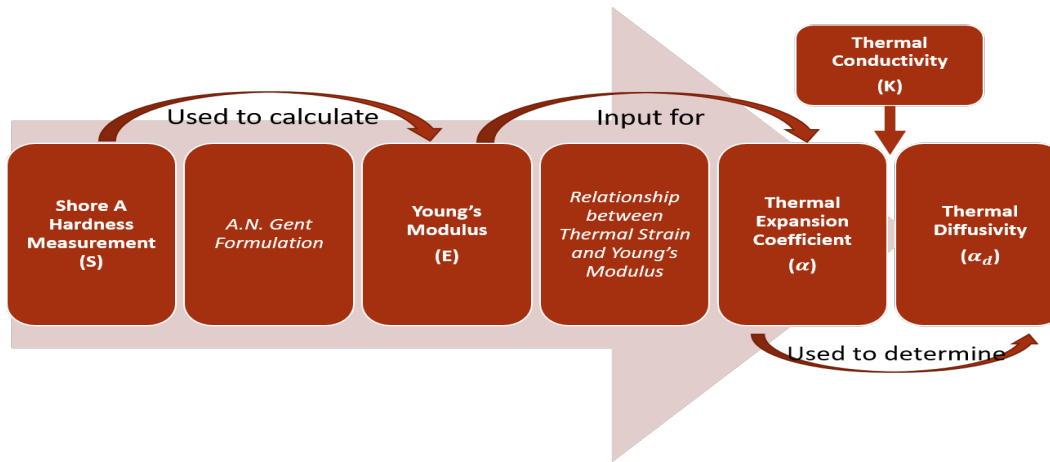 Thermal
Conductivity
(K)
Used to calculate
Input for
Shore A
Hardness
Measurement
(S)
A.N. Gent
Formulation
Young's
Modulus
(E)
Relationship
between
Thermal Strain
and Young's
Modulus
Thermal
Expansion
Coefficient
(α)
Thermal
Diffusivity
(α_d)
Used to determine